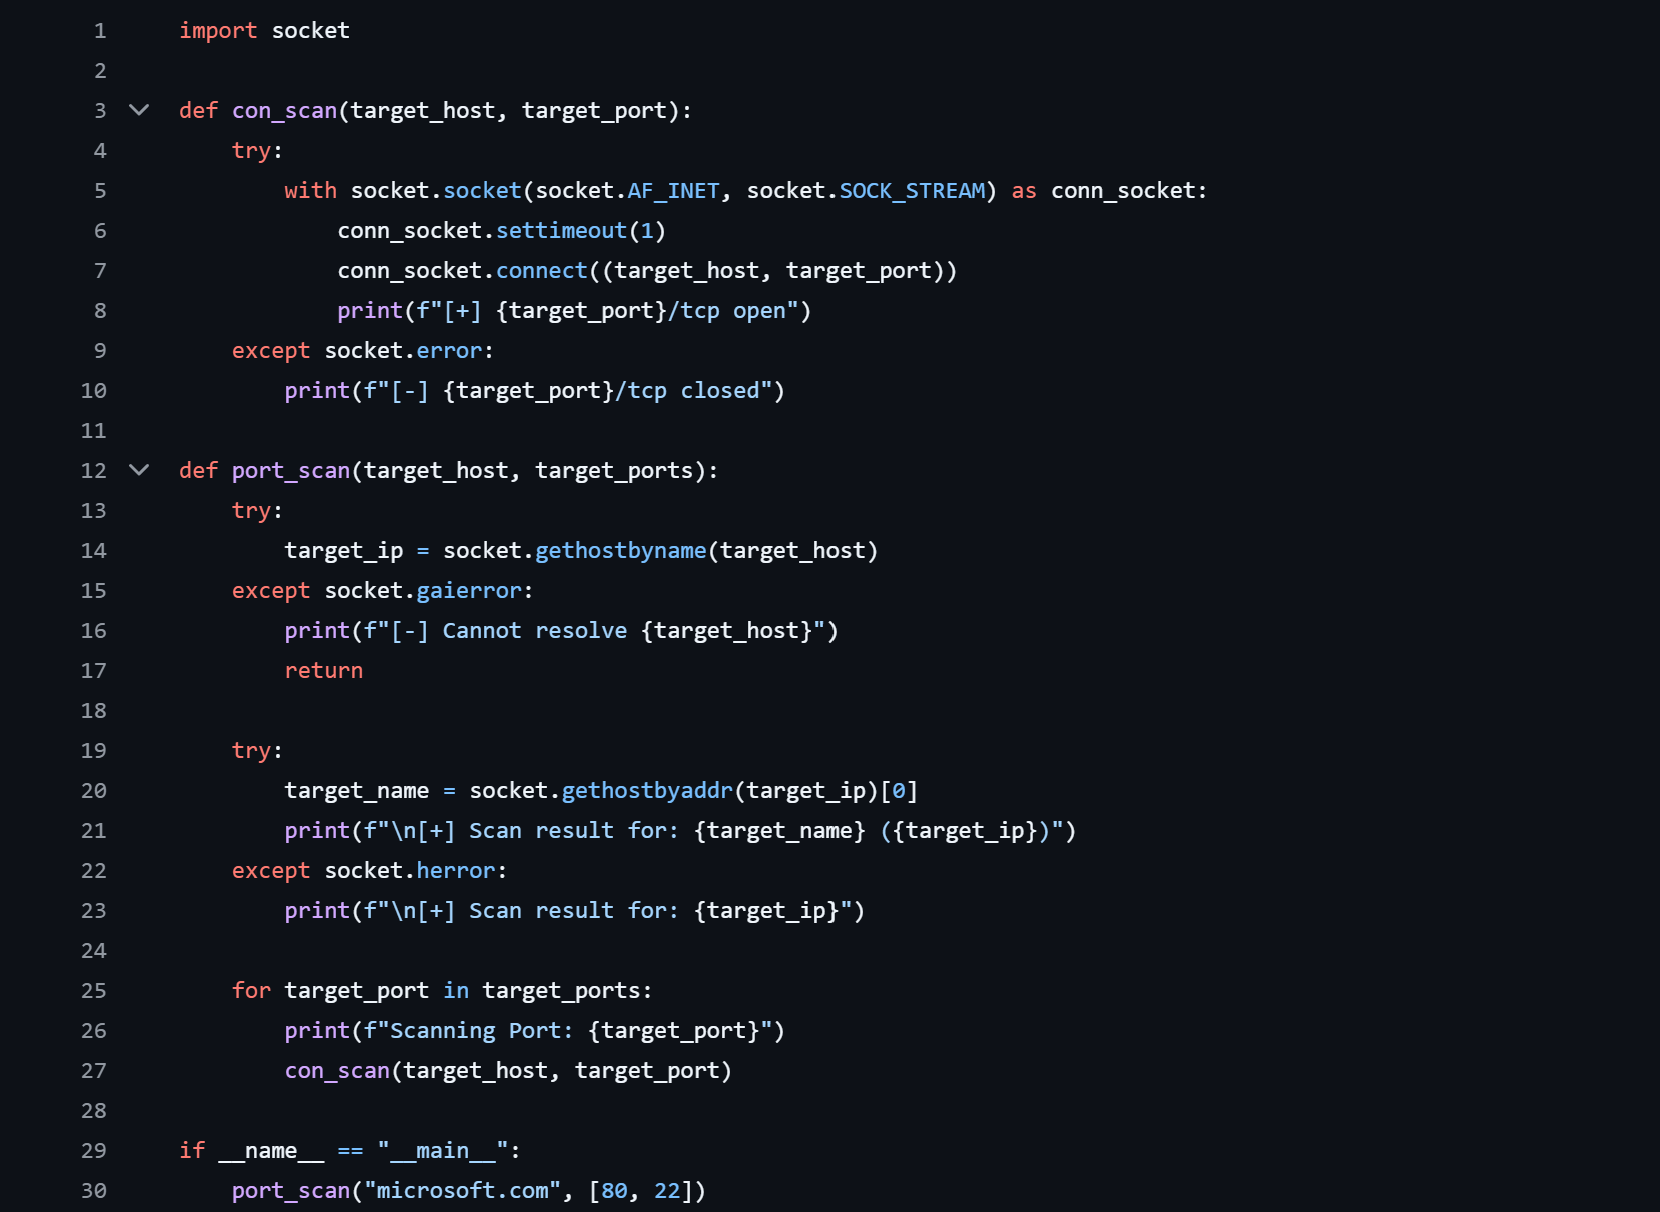 1 import socket
2
3 def con_scan(target_host, target_port):
4     try:
5         with socket.socket(socket.AF_INET, socket.SOCK_STREAM) as conn_socket:
6             conn_socket.settimeout(1)
7             conn_socket.connect((target_host, target_port))
8             print(f"[+] {target_port}/tcp open")
9     except socket.error:
10         print(f"[-] {target_port}/tcp closed")
11
12 def port_scan(target_host, target_ports):
13     try:
14         target_ip = socket.gethostbyname(target_host)
15     except socket.gaierror:
16         print(f"[-] Cannot resolve {target_host}")
17         return
18
19     try:
20         target_name = socket.gethostbyaddr(target_ip)[0]
21         print(f"\n[+] Scan result for: {target_name} ({target_ip})")
22     except socket.herror:
23         print(f"\n[+] Scan result for: {target_ip}")
24
25     for target_port in target_ports:
26         print(f"Scanning Port: {target_port}")
27         con_scan(target_host, target_port)
28
29 if __name__ == "__main__":
30     port_scan("microsoft.com", [80, 22])